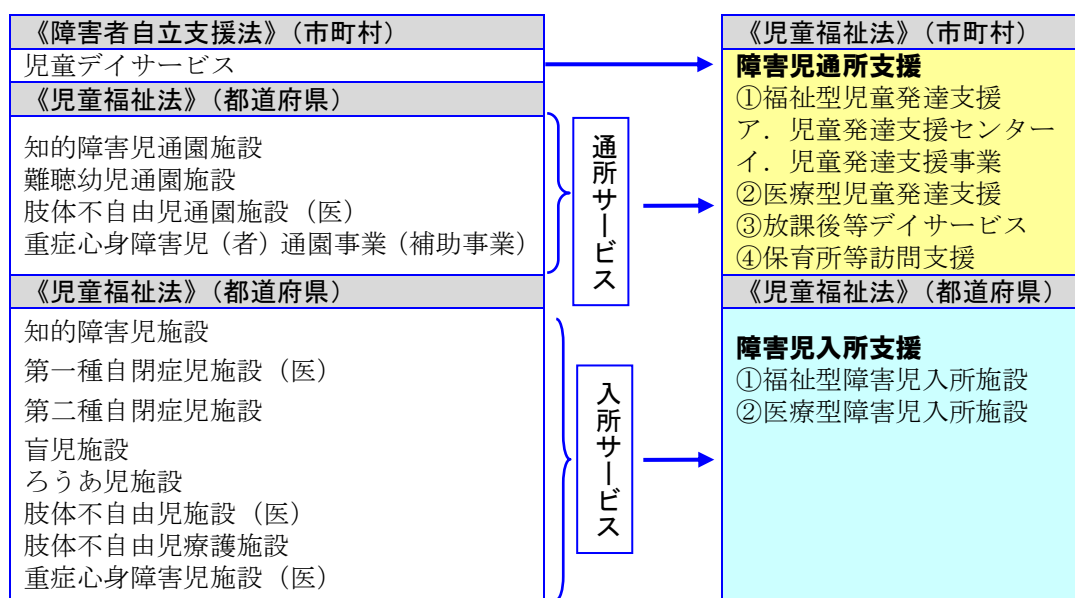 《障害者自立支援法》（市町村）
児童デイサービス
《児童福祉法》（都道府県）
知的障害児通園施設
難聴幼児通園施設
肢体不自由児通園施設（医）
重症心身障害児（者）通園事業（補助事業）
《児童福祉法》（都道府県）
知的障害児施設
第一種自閉症児施設（医）
第二種自閉症児施設
盲児施設
ろうあ児施設
肢体不自由児施設（医）
肢体不自由児療護施設
重症心身障害児施設（医）
通所サービス
入所サービス
《児童福祉法》（市町村）
障害児通所支援
①福祉型児童発達支援
ア．児童発達支援センター
イ．児童発達支援事業
②医療型児童発達支援
③放課後等デイサービス
④保育所等訪問支援
《児童福祉法》（都道府県）
障害児入所支援
①福祉型障害児入所施設
②医療型障害児入所施設